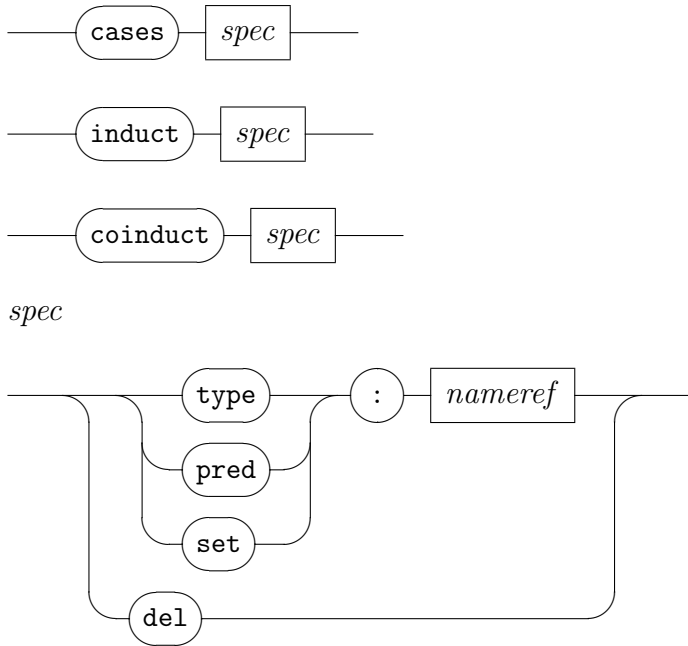 cases spec
induct spec
coinduct spec
spec
type : nameref
pred
set
del